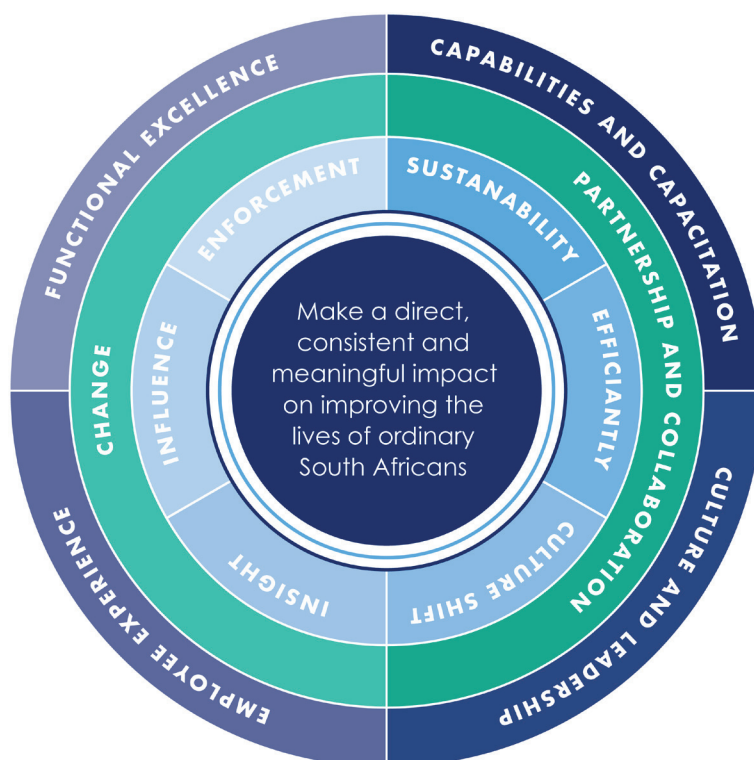 FUNCTIONAL EXCELLENCE
CAPABILITIES AND CAPACITATION
CULTURE AND LEADERSHIP
EMPLOYEE EXPERIENCE
CHANGE
PARTNERSHIP AND COLLABORATION
ENFORCEMENT
SUSTANABILITY
EFFICIANTLY
CULTURE SHIFT
INSIGHT
INFLUENCE
Make a direct,
consistent and
meaningful impact
on improving the
lives of ordinary
South Africans